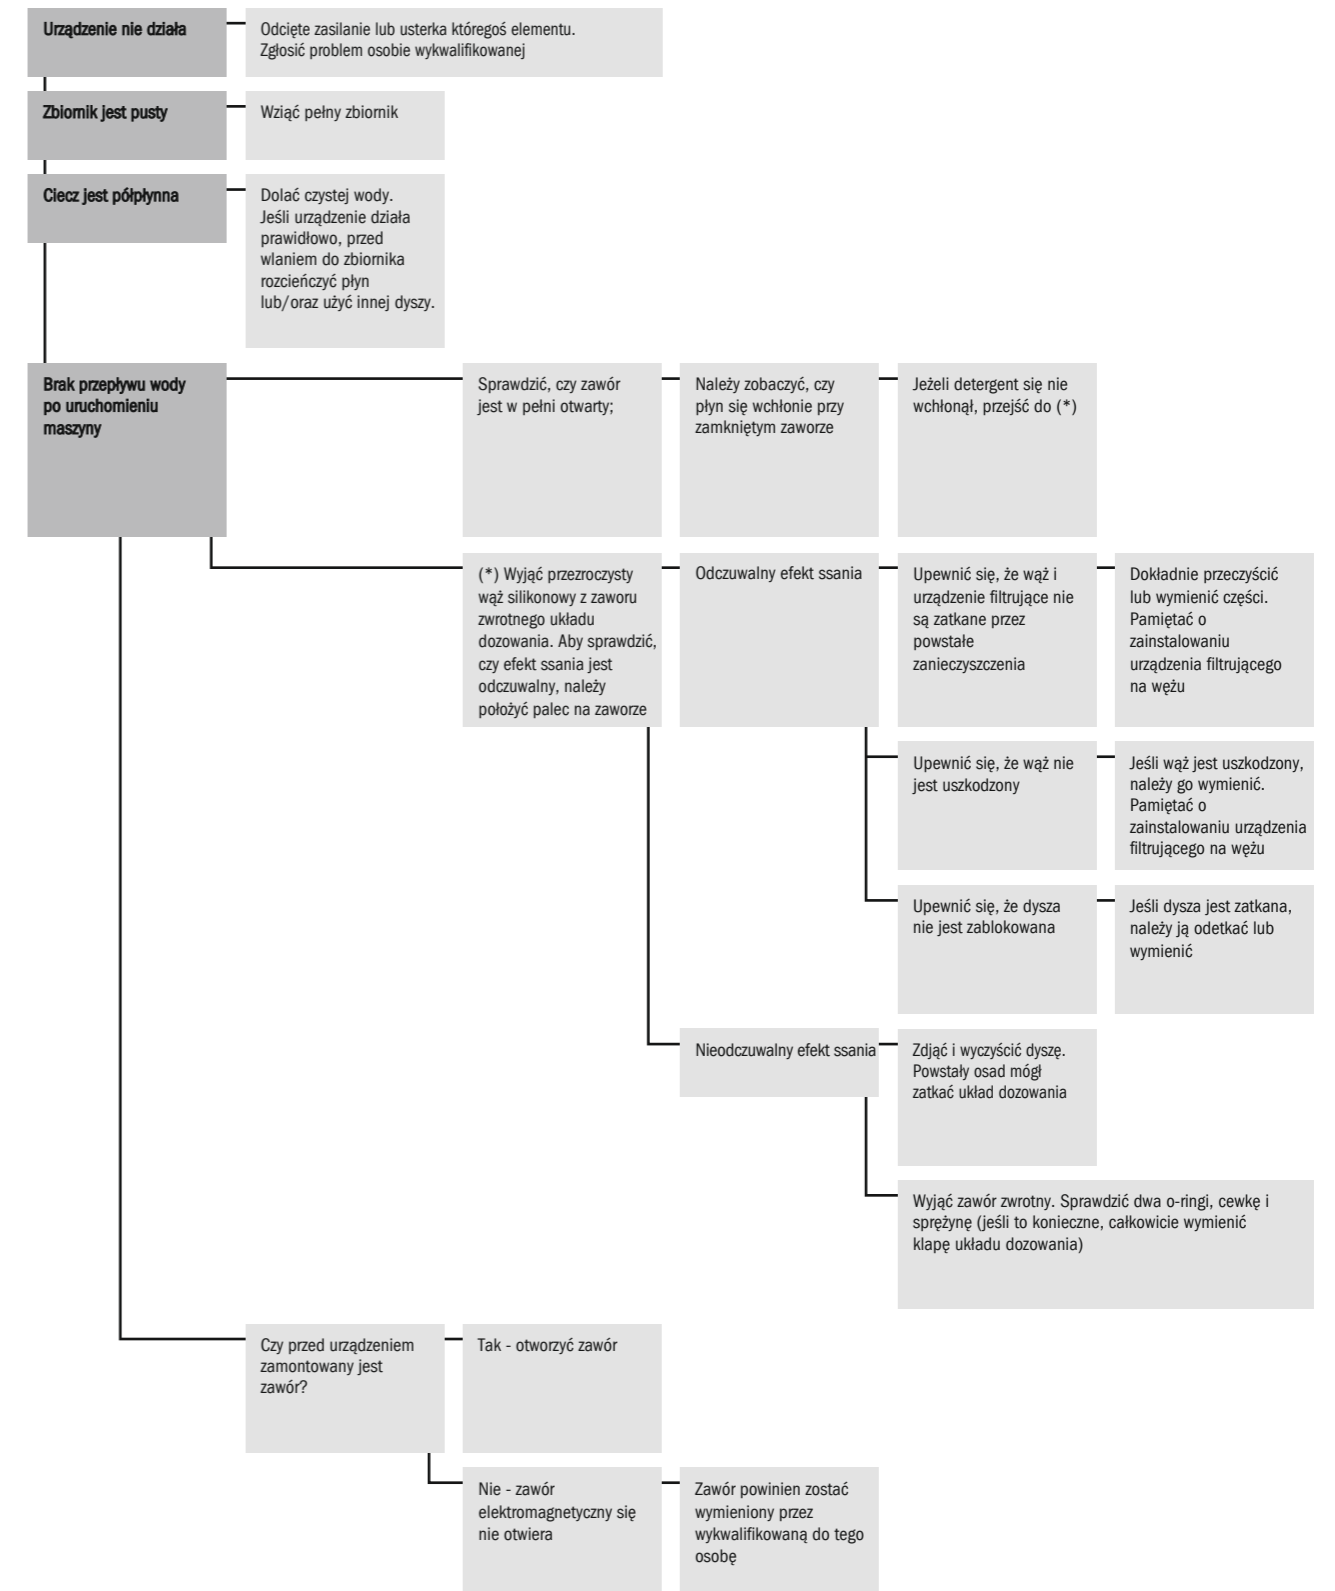 Urządzenie nie działa
Odcięte zasilanie lub usterka któregoś elementu.
Zgłosić problem osobie wykwalifikowanej
Zbiornik jest pusty
Wziąć pełny zbiornik
Ciecz jest półpłynna
Dolać czystej wody.
Jeśli urządzenie działa
prawidłowo, przed
wlaniem do zbiornika
rozcieńczyć płyn
lub/oraz użyć innej dyszy.
Brak przepływu wody
po uruchomieniu
maszyny
Sprawdzić, czy zawór
jest w pełni otwarty;
Należy zobaczyć, czy
płyn się wchłonie przy
zamkniętym zaworze
Jeżeli detergent się nie
wchłonął, przejść do (*)
(*) Wyjąć przezroczysty
wąż silikonowy z zaworu
zwrotnego układu
dozowania. Aby sprawdzić,
czy efekt ssania jest
odczuwalny, należy
położyć palec na zaworze
Odczuwalny efekt ssania
Upewnić się, że wąż i
urządzenie filtrujące nie
są zatkane przez
powstałe
zanieczyszczenia
Dokładnie przeczyścić
lub wymienić części.
Pamiętać o
zainstalowaniu
urządzenia filtrującego
na wężu
Upewnić się, że wąż nie
jest uszkodzony
Jeśli wąż jest uszkodzony,
należy go wymienić.
Pamiętać o
zainstalowaniu urządzenia
filtrującego na wężu
Upewnić się, że dysza
nie jest zablokowana
Jeśli dysza jest zatkana,
należy ją odetkać lub
wymienić
Nieodczuwalny efekt ssania
Zdjąć i wyczyścić dyszę.
Powstały osad mógł
zatkać układ dozowania
Wyjąć zawór zwrotny. Sprawdzić dwa o-ringi, cewkę i
sprężynę (jeśli to konieczne, całkowicie wymienić
klapę układu dozowania)
Czy przed urządzeniem
zamontowany jest
zawór?
Tak - otworzyć zawór
Nie - zawór
elektromagnetyczny się
nie otwiera
Zawór powinien zostać
wymieniony przez
wykwalifikowaną do tego
osobę